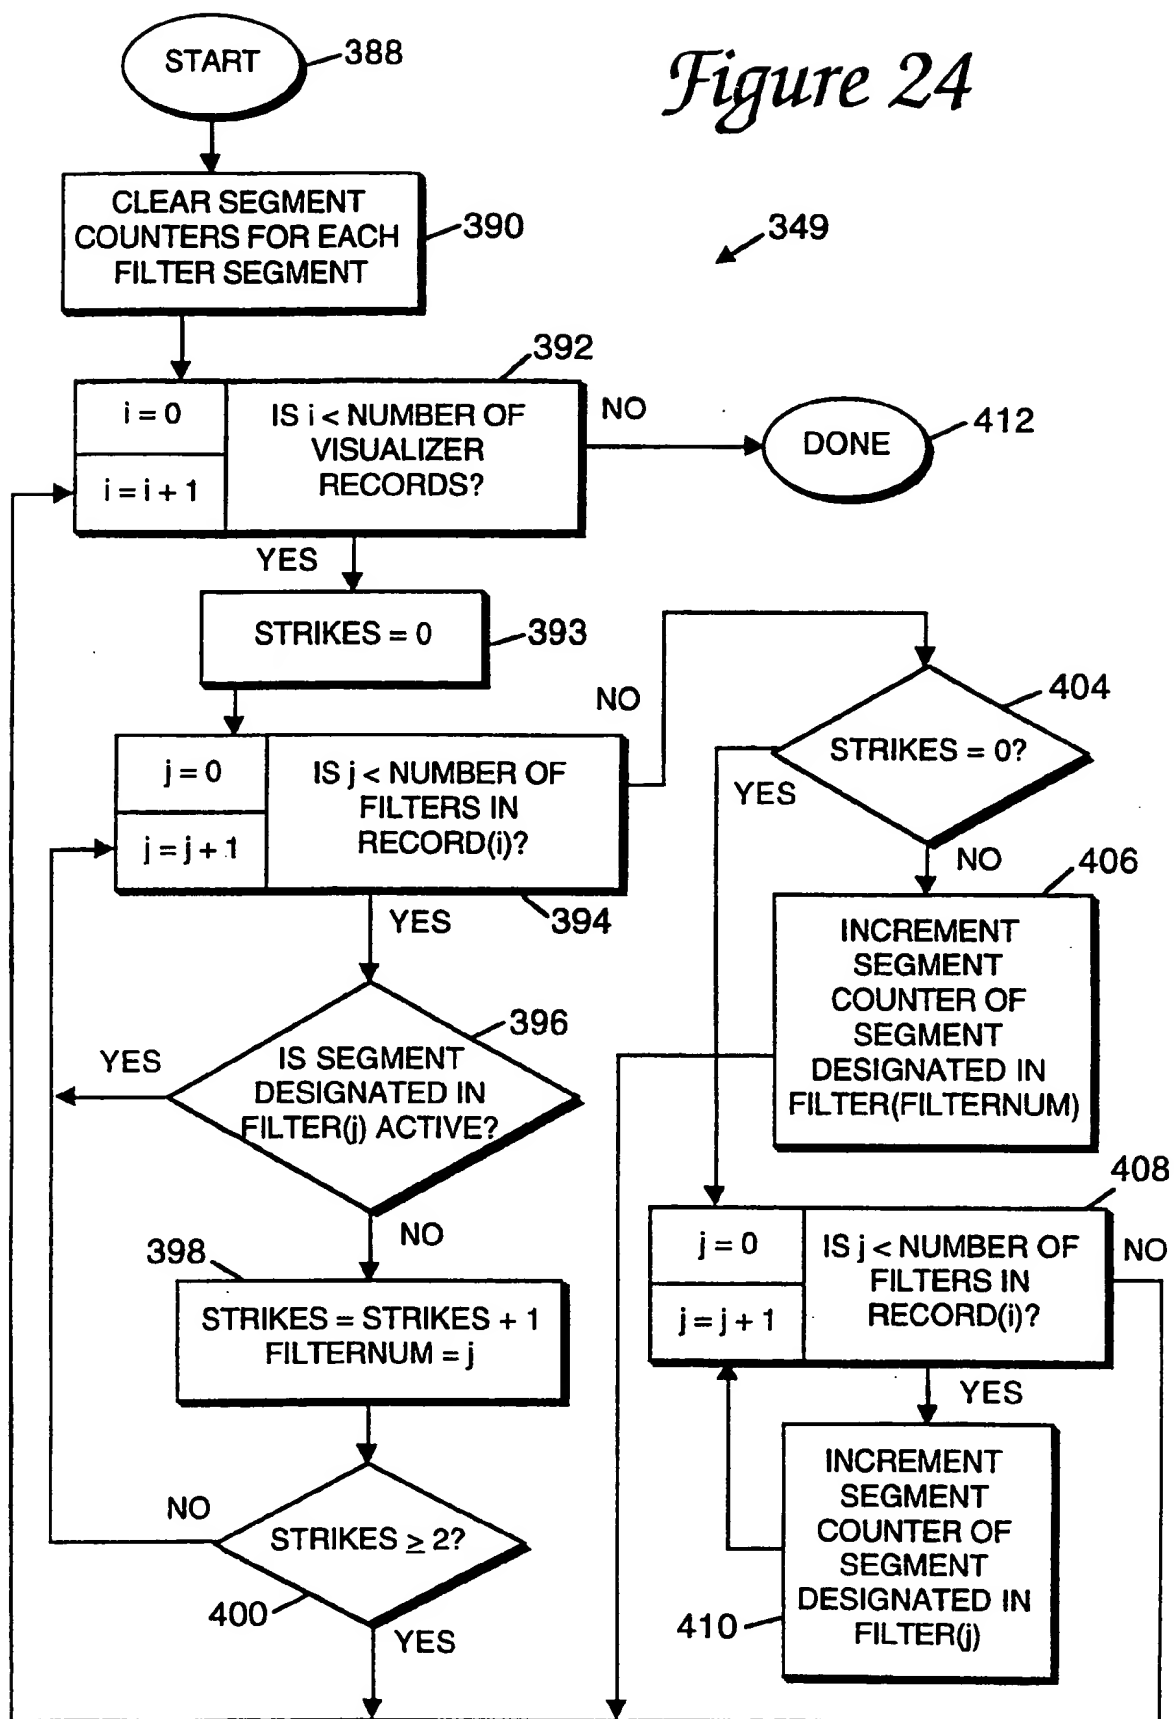 START
388
Figure 24
CLEAR SEGMENT
COUNTERS FOR EACH
FILTER SEGMENT
390
349
392
i = 0
i = i + 1
IS i < NUMBER OF
VISUALIZER
RECORDS?
NO
DONE
412
YES
STRIKES = 0
393
NO
404
STRIKES = 0?
YES
NO
j = 0
j = j + 1
IS j < NUMBER OF
FILTERS IN
RECORD(i)?
394
YES
406
INCREMENT
SEGMENT
COUNTER OF
SEGMENT
DESIGNATED IN
FILTER(FILTERNUM)
396
YES
IS SEGMENT
DESIGNATED IN
FILTER(j) ACTIVE?
NO
408
j = 0
j = j + 1
IS j < NUMBER OF
FILTERS IN
RECORD(i)?
NO
YES
398
STRIKES = STRIKES + 1
FILTERNUM = j
NO
STRIKES ≥ 2?
400
YES
INCREMENT
SEGMENT
COUNTER OF
SEGMENT
DESIGNATED IN
FILTER(j)
410